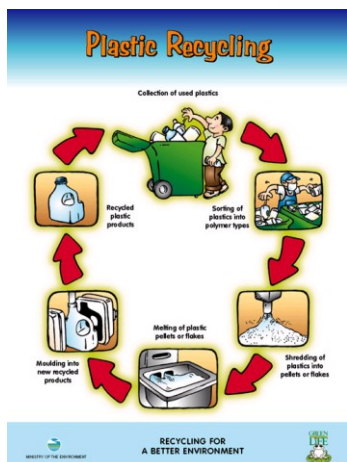 Plastic Recycling
Collection of used plastics
Sorting of
plastics into
polymer types
Shredding of
plastics into
pellets or flakes
Melting of plastic
pellets or flakes
Moulding into
new recycled
products
Recycled
plastic
products
MINISTRY OF THE ENVIRONMENT
RECYCLING FOR
A BETTER ENVIRONMENT
GREEN
LIFE